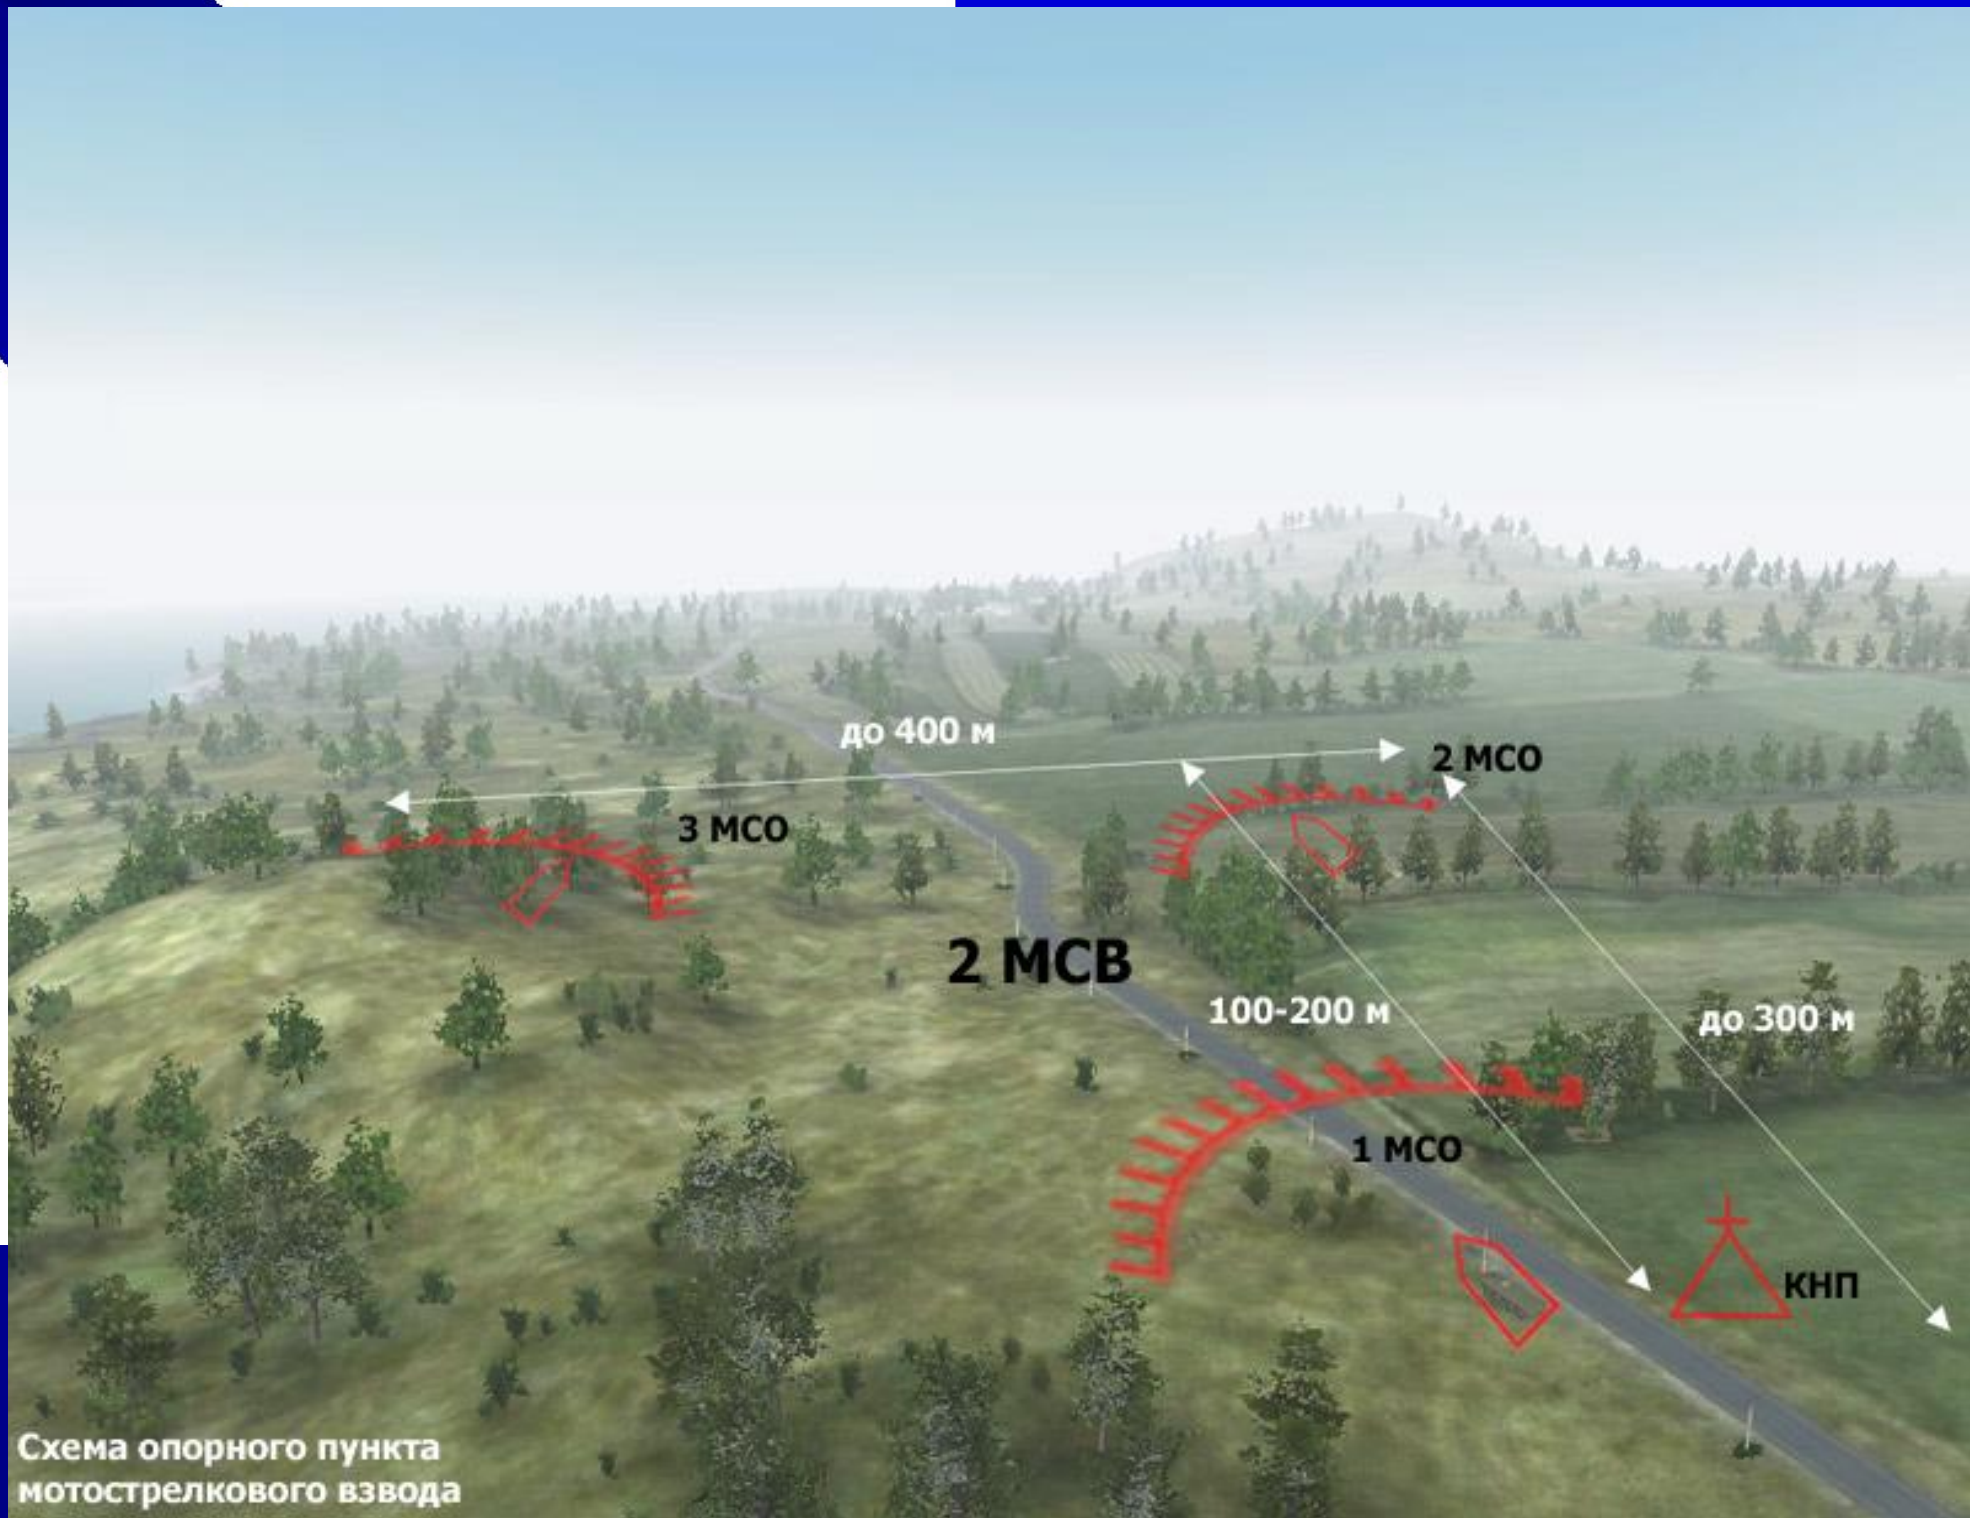 до 400 м
2 МСО
3 МСО
2 МСВ
100-200 м
до 300 м
1 МСО
КНП
Схема опорного пункта
мотострелкового взвода